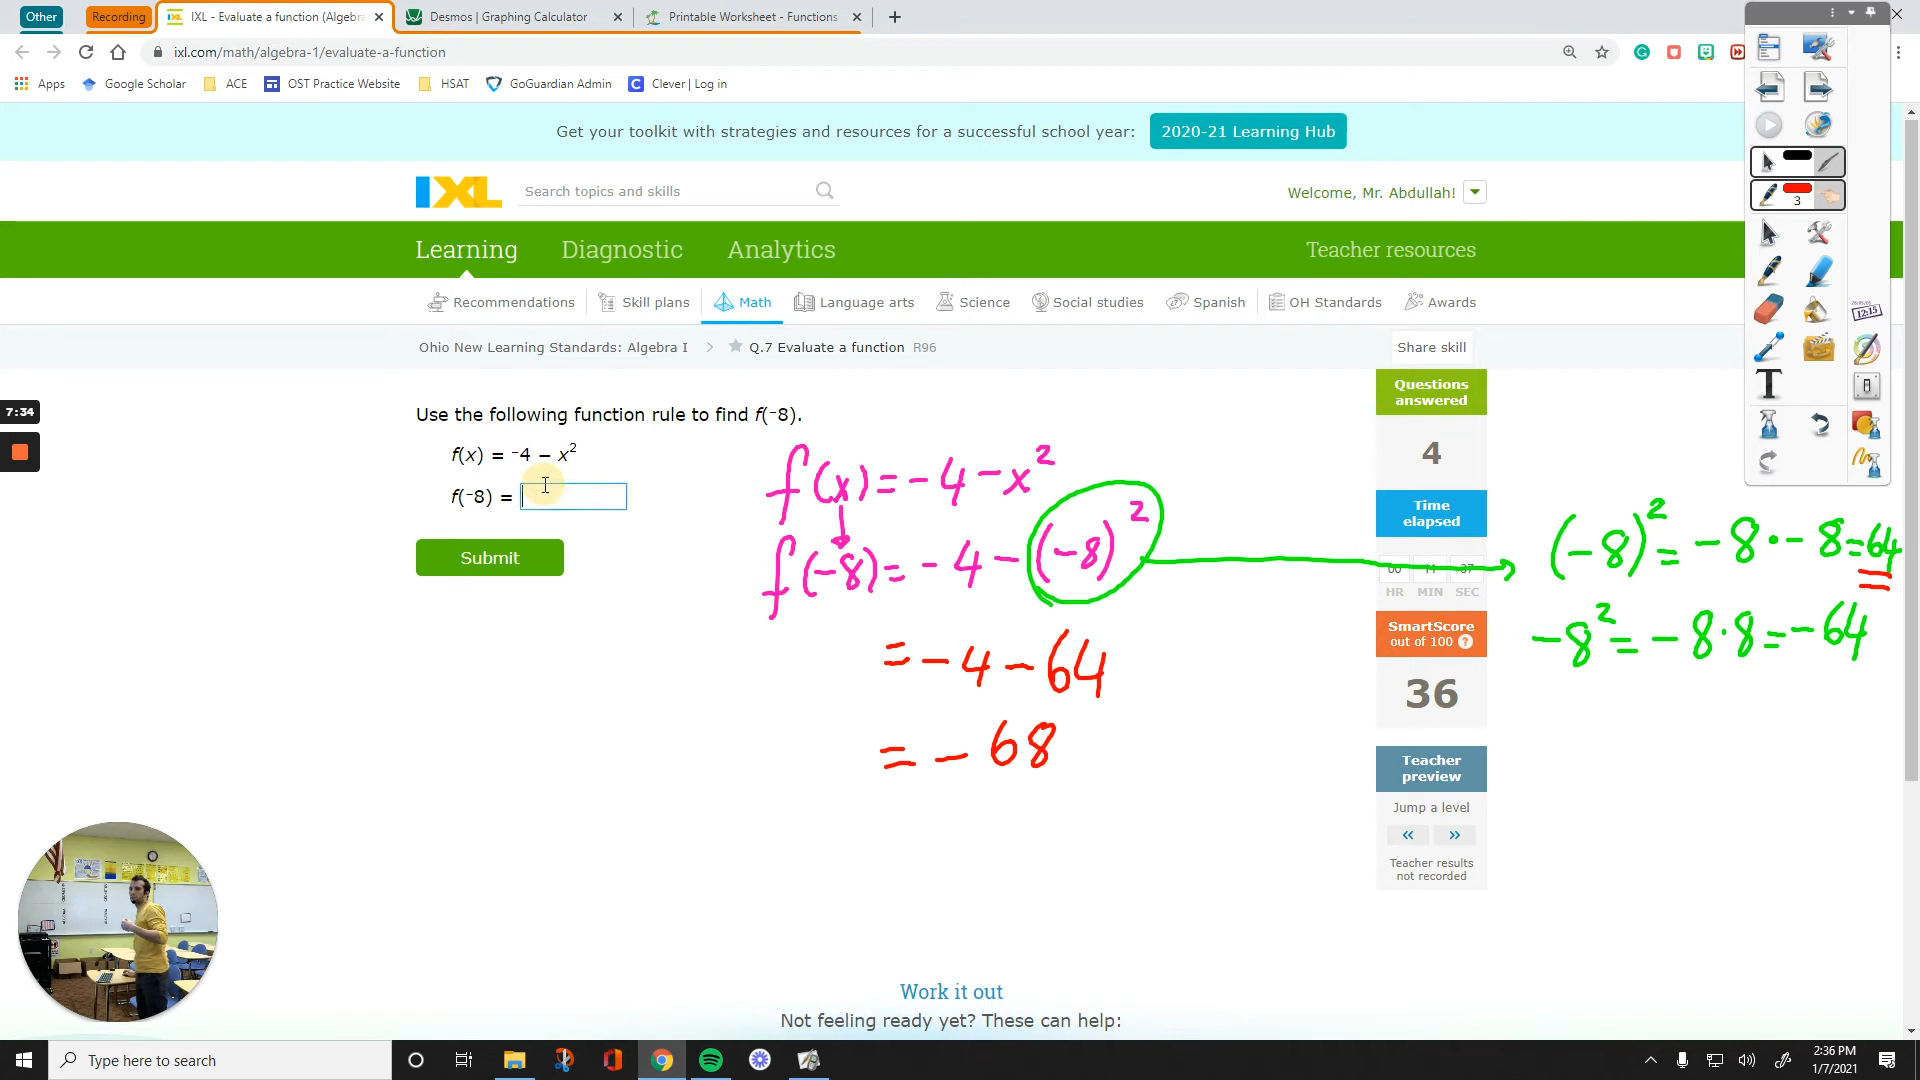 Other
Recording
IXL - Evaluate a function (Algebra
Desmos | Graphing Calculator
Printable Worksheet - Functions
ixl.com/math/algebra-1/evaluate-a-function
Apps
Google Scholar
ACE
OST Practice Website
HSAT
GoGuardian Admin
Clever | Log in
Get your toolkit with strategies and resources for a successful school year:
2020-21 Learning Hub
IXL
Search topics and skills
Welcome, Mr. Abdullah!
Learning
Diagnostic
Analytics
Teacher resources
Recommendations
Skill plans
Math
Language arts
Science
Social studies
Spanish
OH Standards
Awards
Ohio New Learning Standards: Algebra I > Q.7 Evaluate a function R96
Share skill
7:34
Use the following function rule to find f(⁻8).
f(x) = ⁻4 − x²
f(⁻8) =
Submit
f(x) = -4 - x²
f(-8) = -4 - (-8)²
= -4 - 64
= -68
(-8)² = -8 · -8 = 64
-8² = -8 · 8 = -64
Questions
answered
4
Time
elapsed
HR MIN SEC
SmartScore
out of 100 ?
36
Teacher
preview
Jump a level
« »
Teacher results
not recorded
3
12:15
T
Work it out
Not feeling ready yet? These can help:
Type here to search
2:36 PM
1/7/2021